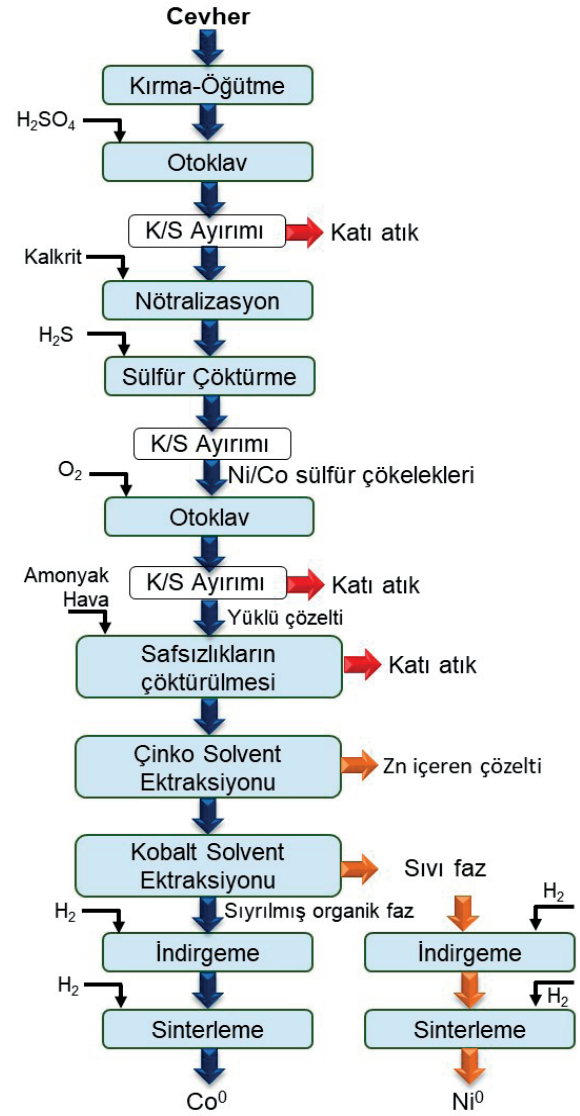 Cevher
Kırma-Öğütme
H₂SO₄
Otoklav
K/S Ayırımı
Katı atık
Kalkrit
Nötralizasyon
H₂S
Sülfür Çöktürme
K/S Ayırımı
O₂
Ni/Co sülfür çökelekleri
Otoklav
Amonyak
Hava
K/S Ayırımı
Katı atık
Yüklü çözelti
Safsızlıkların
çöktürülmesi
Katı atık
Çinko Solvent
Ektraksiyonu
Zn içeren çözelti
Kobalt Solvent
Ektraksiyonu
Sıvı faz
H₂
Sıyrılmış organik faz
H₂
İndirgeme
İndirgeme
H₂
H₂
Sinterleme
Sinterleme
Co⁰
Ni⁰